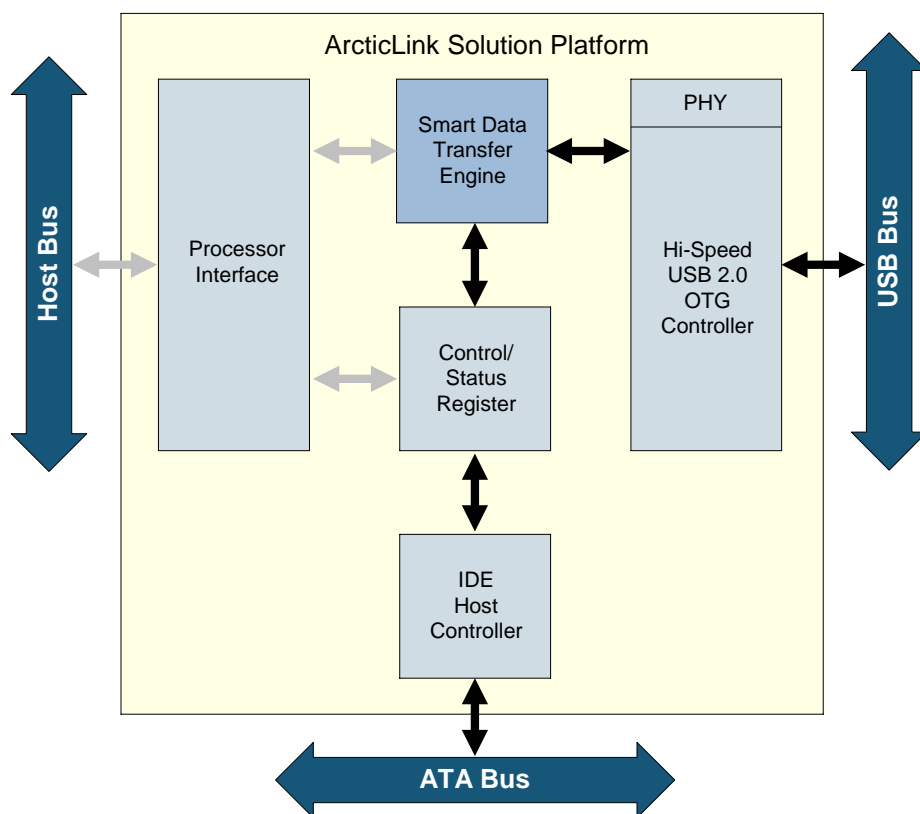 ArcticLink Solution Platform
Host Bus
Processor
Interface
Smart Data
Transfer
Engine
Control/
Status
Register
IDE
Host
Controller
PHY
Hi-Speed
USB 2.0
OTG
Controller
USB Bus
ATA Bus